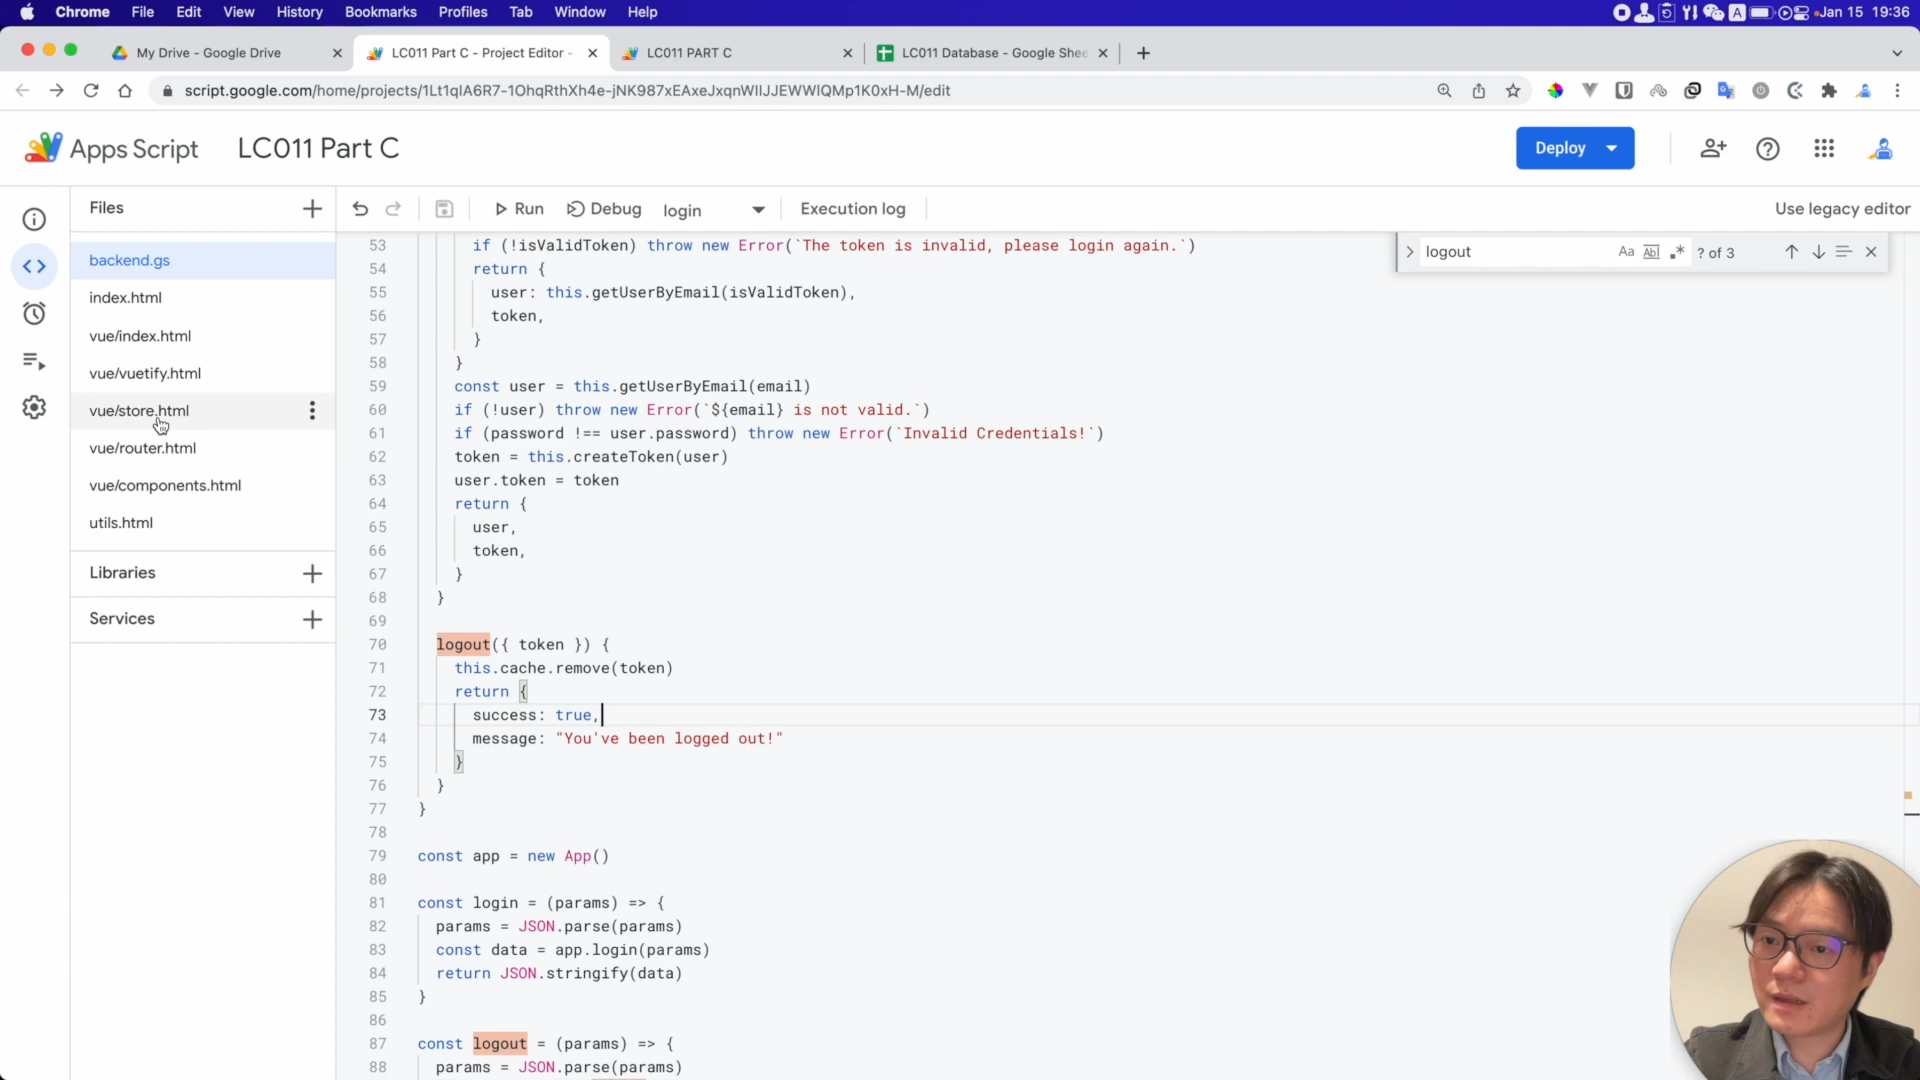 Chrome File Edit View History Bookmarks Profiles Tab Window Help A Jan 15 19:36
My Drive - Google Drive LC011 Part C - Project Editor - LC011 PART C LC011 Database - Google Shee
script.google.com/home/projects/1Lt1qIA6R7-1OhqRthXh4e-jNK987xEAxeJxqnWIIJJEWWlQMp1K0xH-M/edit
Apps Script LC011 Part C Deploy
Files Run Debug login Execution log Use legacy editor
logout Aa Abl .* ? of 3
backend.gs
index.html
vue/index.html
vue/vuetify.html
vue/store.html
vue/router.html
vue/components.html
utils.html
Libraries
Services
53 if (!isValidToken) throw new Error(`The token is invalid, please login again.`)
54 return {
55 user: this.getUserByEmail(isValidToken),
56 token,
57 }
58 }
59 const user = this.getUserByEmail(email)
60 if (!user) throw new Error(`${email} is not valid.`)
61 if (password !== user.password) throw new Error(`Invalid Credentials!`)
62 token = this.createToken(user)
63 user.token = token
64 return {
65 user,
66 token,
67 }
68 }
69
70 logout({ token }) {
71 this.cache.remove(token)
72 return {
73 success: true,
74 message: "You've been logged out!"
75 }
76 }
77 }
78
79 const app = new App()
80
81 const login = (params) => {
82 params = JSON.parse(params)
83 const data = app.login(params)
84 return JSON.stringify(data)
85 }
86
87 const logout = (params) => {
88 params = JSON.parse(params)